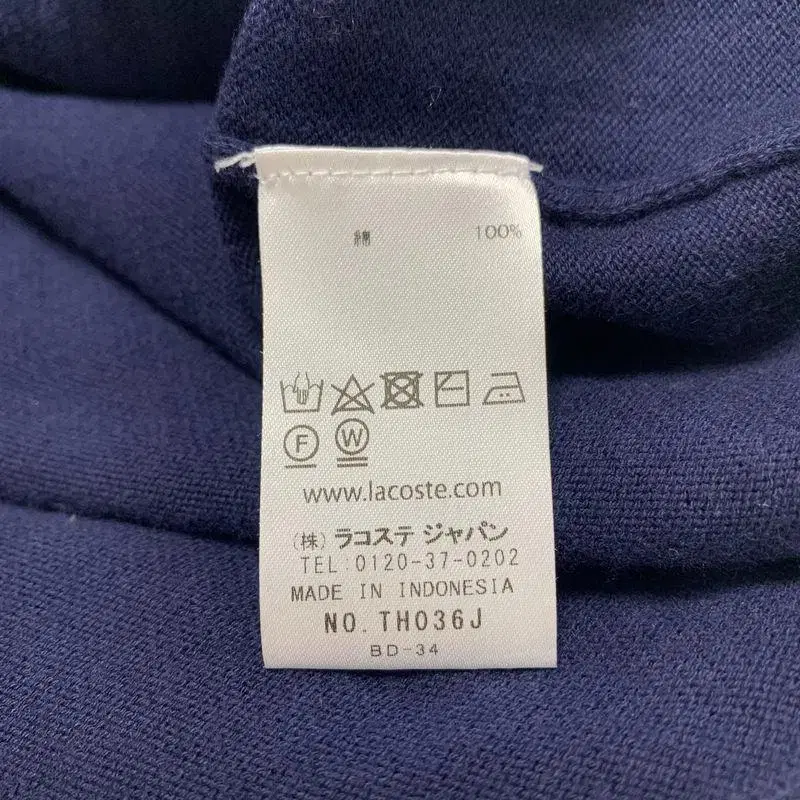 綿 100%
F W
www.lacoste.com
(株) ラコステ ジャパン
TEL:0120-37-0202
MADE IN INDONESIA
NO. TH036J
BD-34